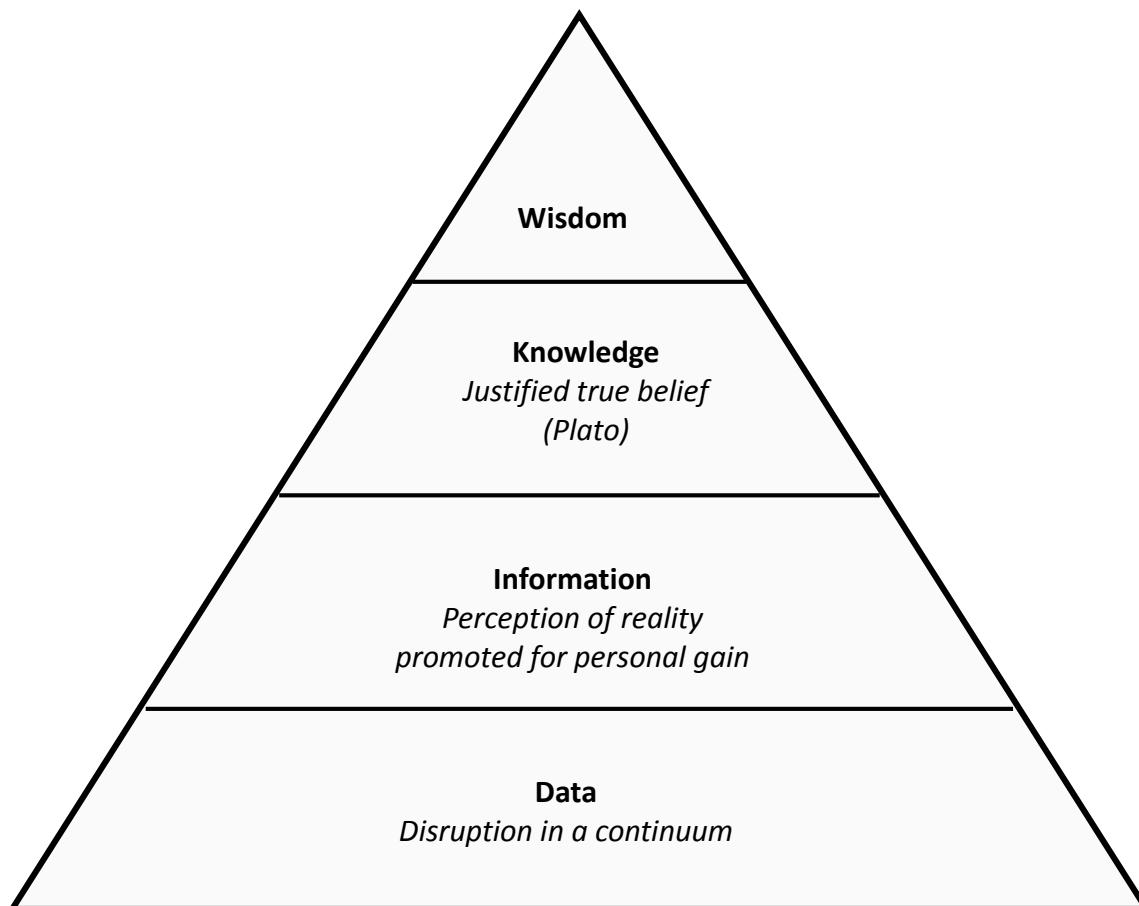 Wisdom
Knowledge
Justified true belief
(Plato)
Information
Perception of reality
promoted for personal gain
Data
Disruption in a continuum